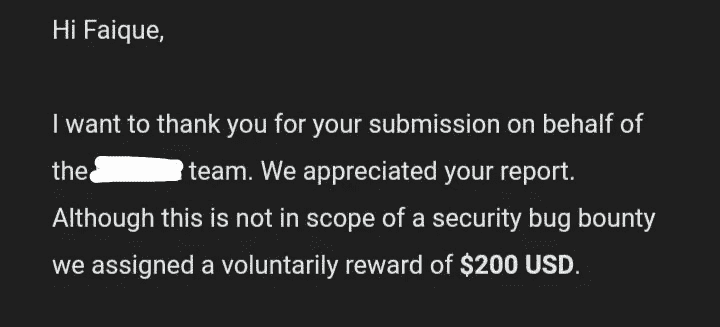 Hi Faique,
I want to thank you for your submission on behalf of
the team. We appreciated your report.
Although this is not in scope of a security bug bounty
we assigned a voluntarily reward of $200 USD.